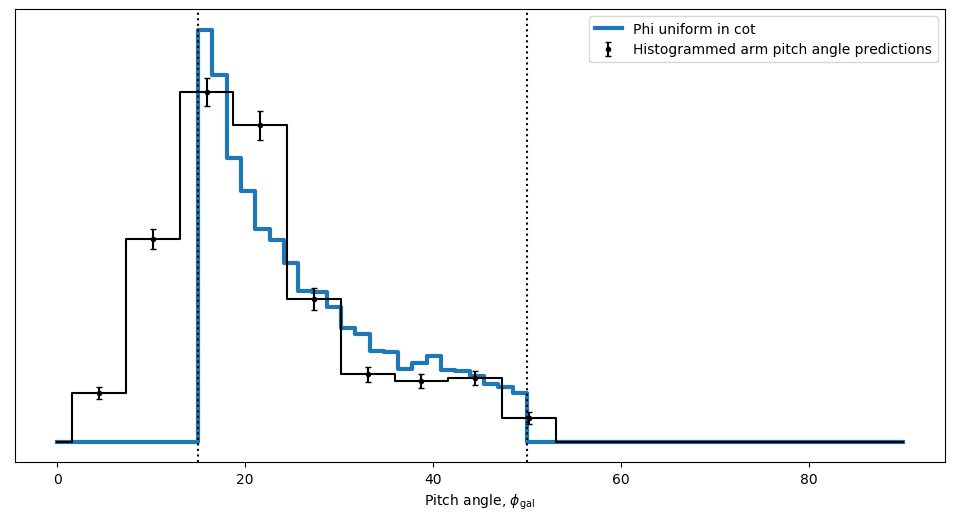 Phi uniform in cot
Histogrammed arm pitch angle predictions
0 20 40 60 80
Pitch angle, ϕgal